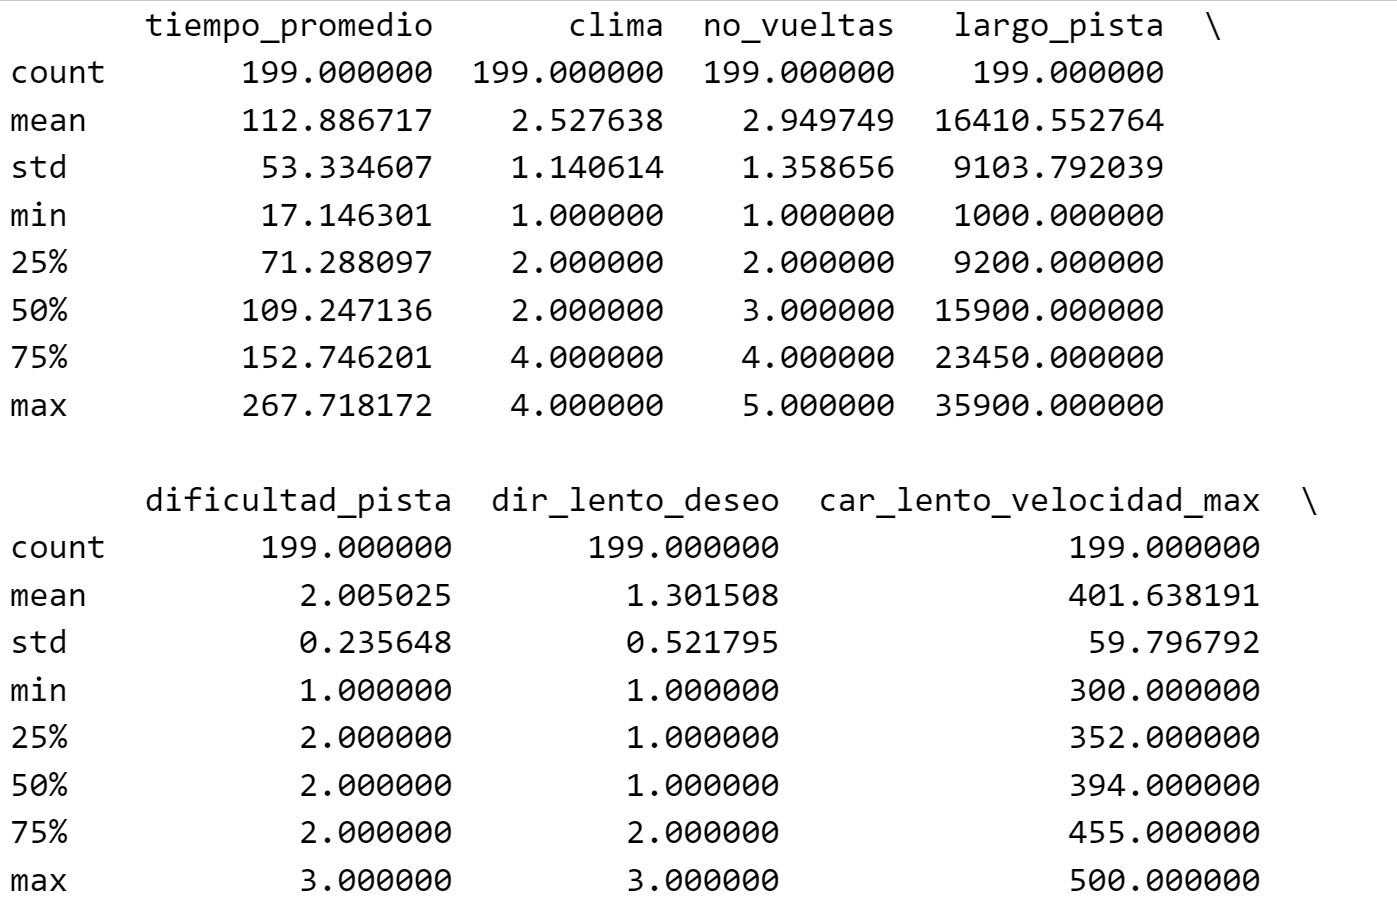 tiempo_promedio clima no_vueltas largo_pista \
count 199.000000 199.000000 199.000000 199.000000
mean 112.886717 2.527638 2.949749 16410.552764
std 53.334607 1.140614 1.358656 9103.792039
min 17.146301 1.000000 1.000000 1000.000000
25% 71.288097 2.000000 2.000000 9200.000000
50% 109.247136 2.000000 3.000000 15900.000000
75% 152.746201 4.000000 4.000000 23450.000000
max 267.718172 4.000000 5.000000 35900.000000
dificultad_pista dir_lento_deseo car_lento_velocidad_max \
count 199.000000 199.000000 199.000000
mean 2.005025 1.301508 401.638191
std 0.235648 0.521795 59.796792
min 1.000000 1.000000 300.000000
25% 2.000000 1.000000 352.000000
50% 2.000000 1.000000 394.000000
75% 2.000000 2.000000 455.000000
max 3.000000 3.000000 500.000000